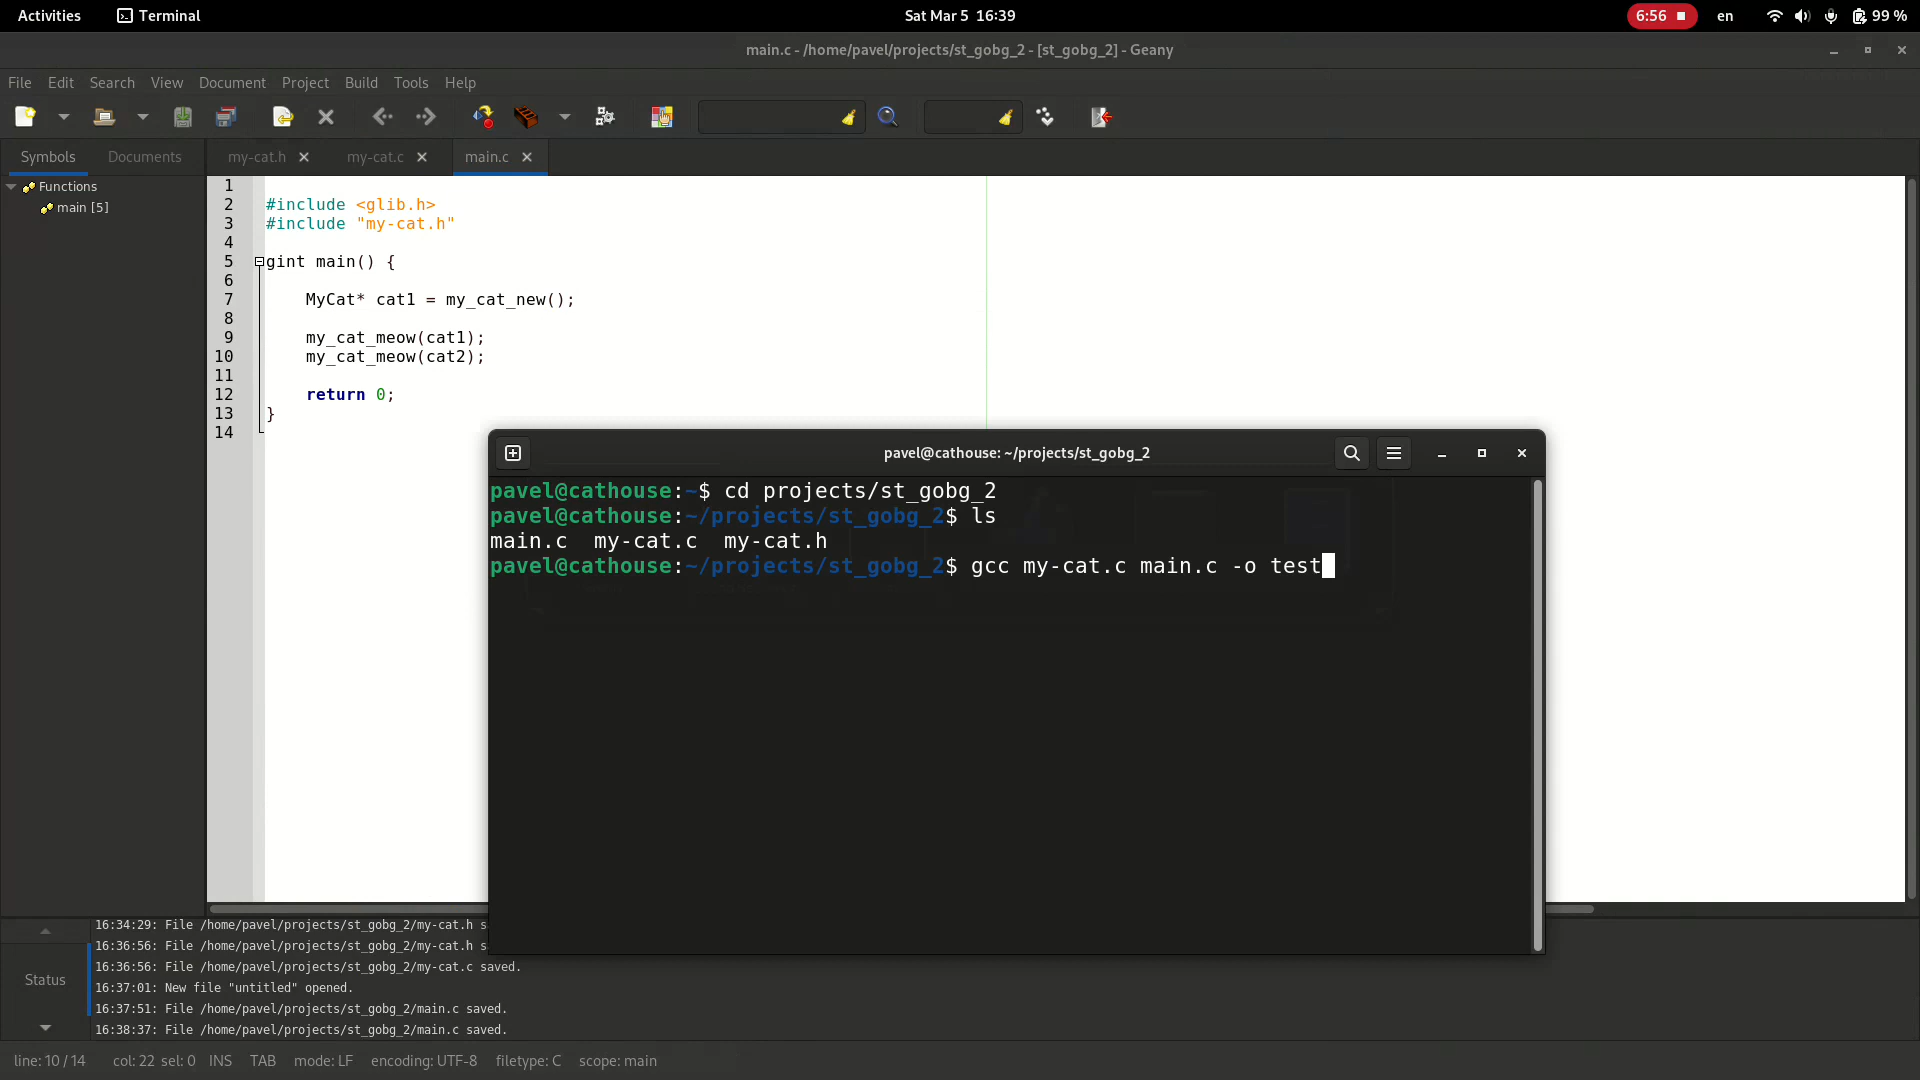 Activities
Terminal
Sat Mar 5 16:39
6:56
en
99 %
main.c - /home/pavel/projects/st_gobg_2 - [st_gobg_2] - Geany
File Edit Search View Document Project Build Tools Help
Symbols Documents
my-cat.h
my-cat.c
main.c
Functions
main [5]
1
2 #include <glib.h>
3 #include "my-cat.h"
4
5 gint main() {
6
7 MyCat* cat1 = my_cat_new();
8
9 my_cat_meow(cat1);
10 my_cat_meow(cat2);
11
12 return 0;
13 }
14
pavel@cathouse: ~/projects/st_gobg_2
pavel@cathouse:~$ cd projects/st_gobg_2
pavel@cathouse:~/projects/st_gobg_2$ ls
main.c my-cat.c my-cat.h
pavel@cathouse:~/projects/st_gobg_2$ gcc my-cat.c main.c -o test
Status
16:34:29: File /home/pavel/projects/st_gobg_2/my-cat.h s
16:36:56: File /home/pavel/projects/st_gobg_2/my-cat.h s
16:36:56: File /home/pavel/projects/st_gobg_2/my-cat.c saved.
16:37:01: New file "untitled" opened.
16:37:51: File /home/pavel/projects/st_gobg_2/main.c saved.
16:38:37: File /home/pavel/projects/st_gobg_2/main.c saved.
line: 10 / 14 col: 22 sel: 0 INS TAB mode: LF encoding: UTF-8 filetype: C scope: main